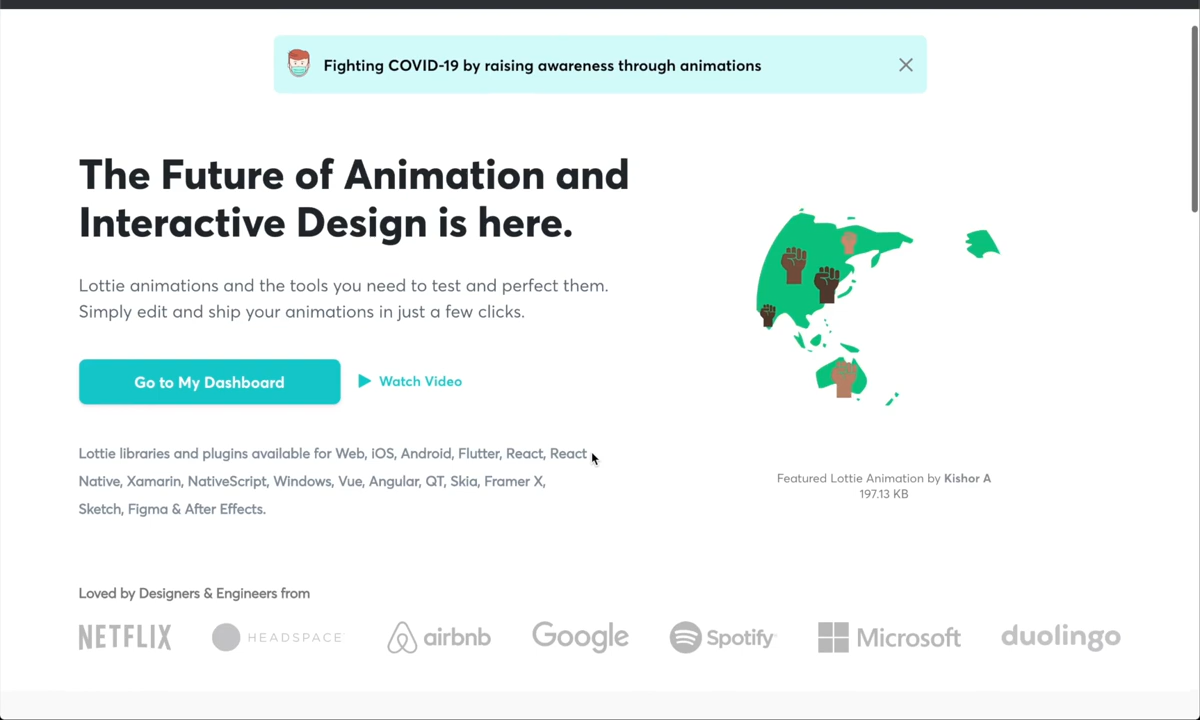 Fighting COVID-19 by raising awareness through animations
The Future of Animation and
Interactive Design is here.
Lottie animations and the tools you need to test and perfect them.
Simply edit and ship your animations in just a few clicks.
Go to My Dashboard
Watch Video
Lottie libraries and plugins available for Web, iOS, Android, Flutter, React, React
Native, Xamarin, NativeScript, Windows, Vue, Angular, QT, Skia, Framer X,
Sketch, Figma & After Effects.
Featured Lottie Animation by Kishor A
197.13 KB
Loved by Designers & Engineers from
NETFLIX
HEADSPACE
airbnb
Google
Spotify
Microsoft
duolingo